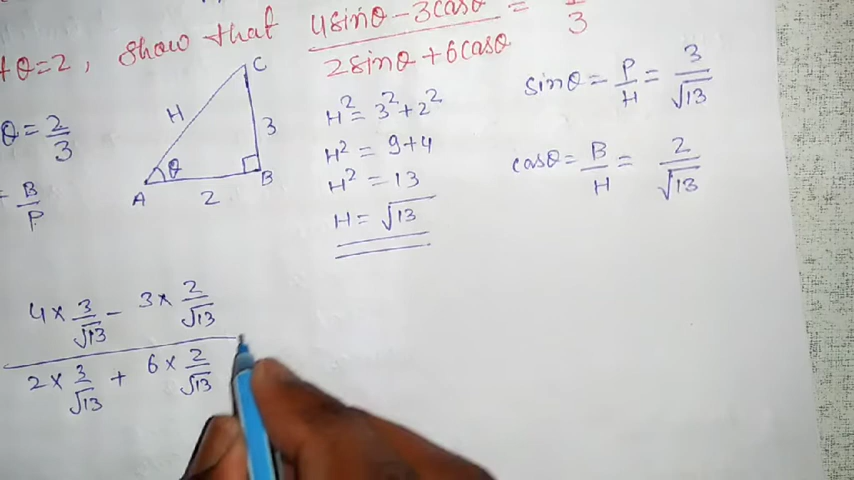 θ=2, show that 4sinθ-3cosθ / 2sinθ+6cosθ = /3
θ = 2/3
= B/P
C
H
3
θ
A
2
B
H² = 3²+2²
H² = 9+4
H² = 13
H = √13
sinθ = P/H = 3/√13
cosθ = B/H = 2/√13
4 × 3/√13 - 3 × 2/√13
2 × 3/√13 + 6 × 2/√13